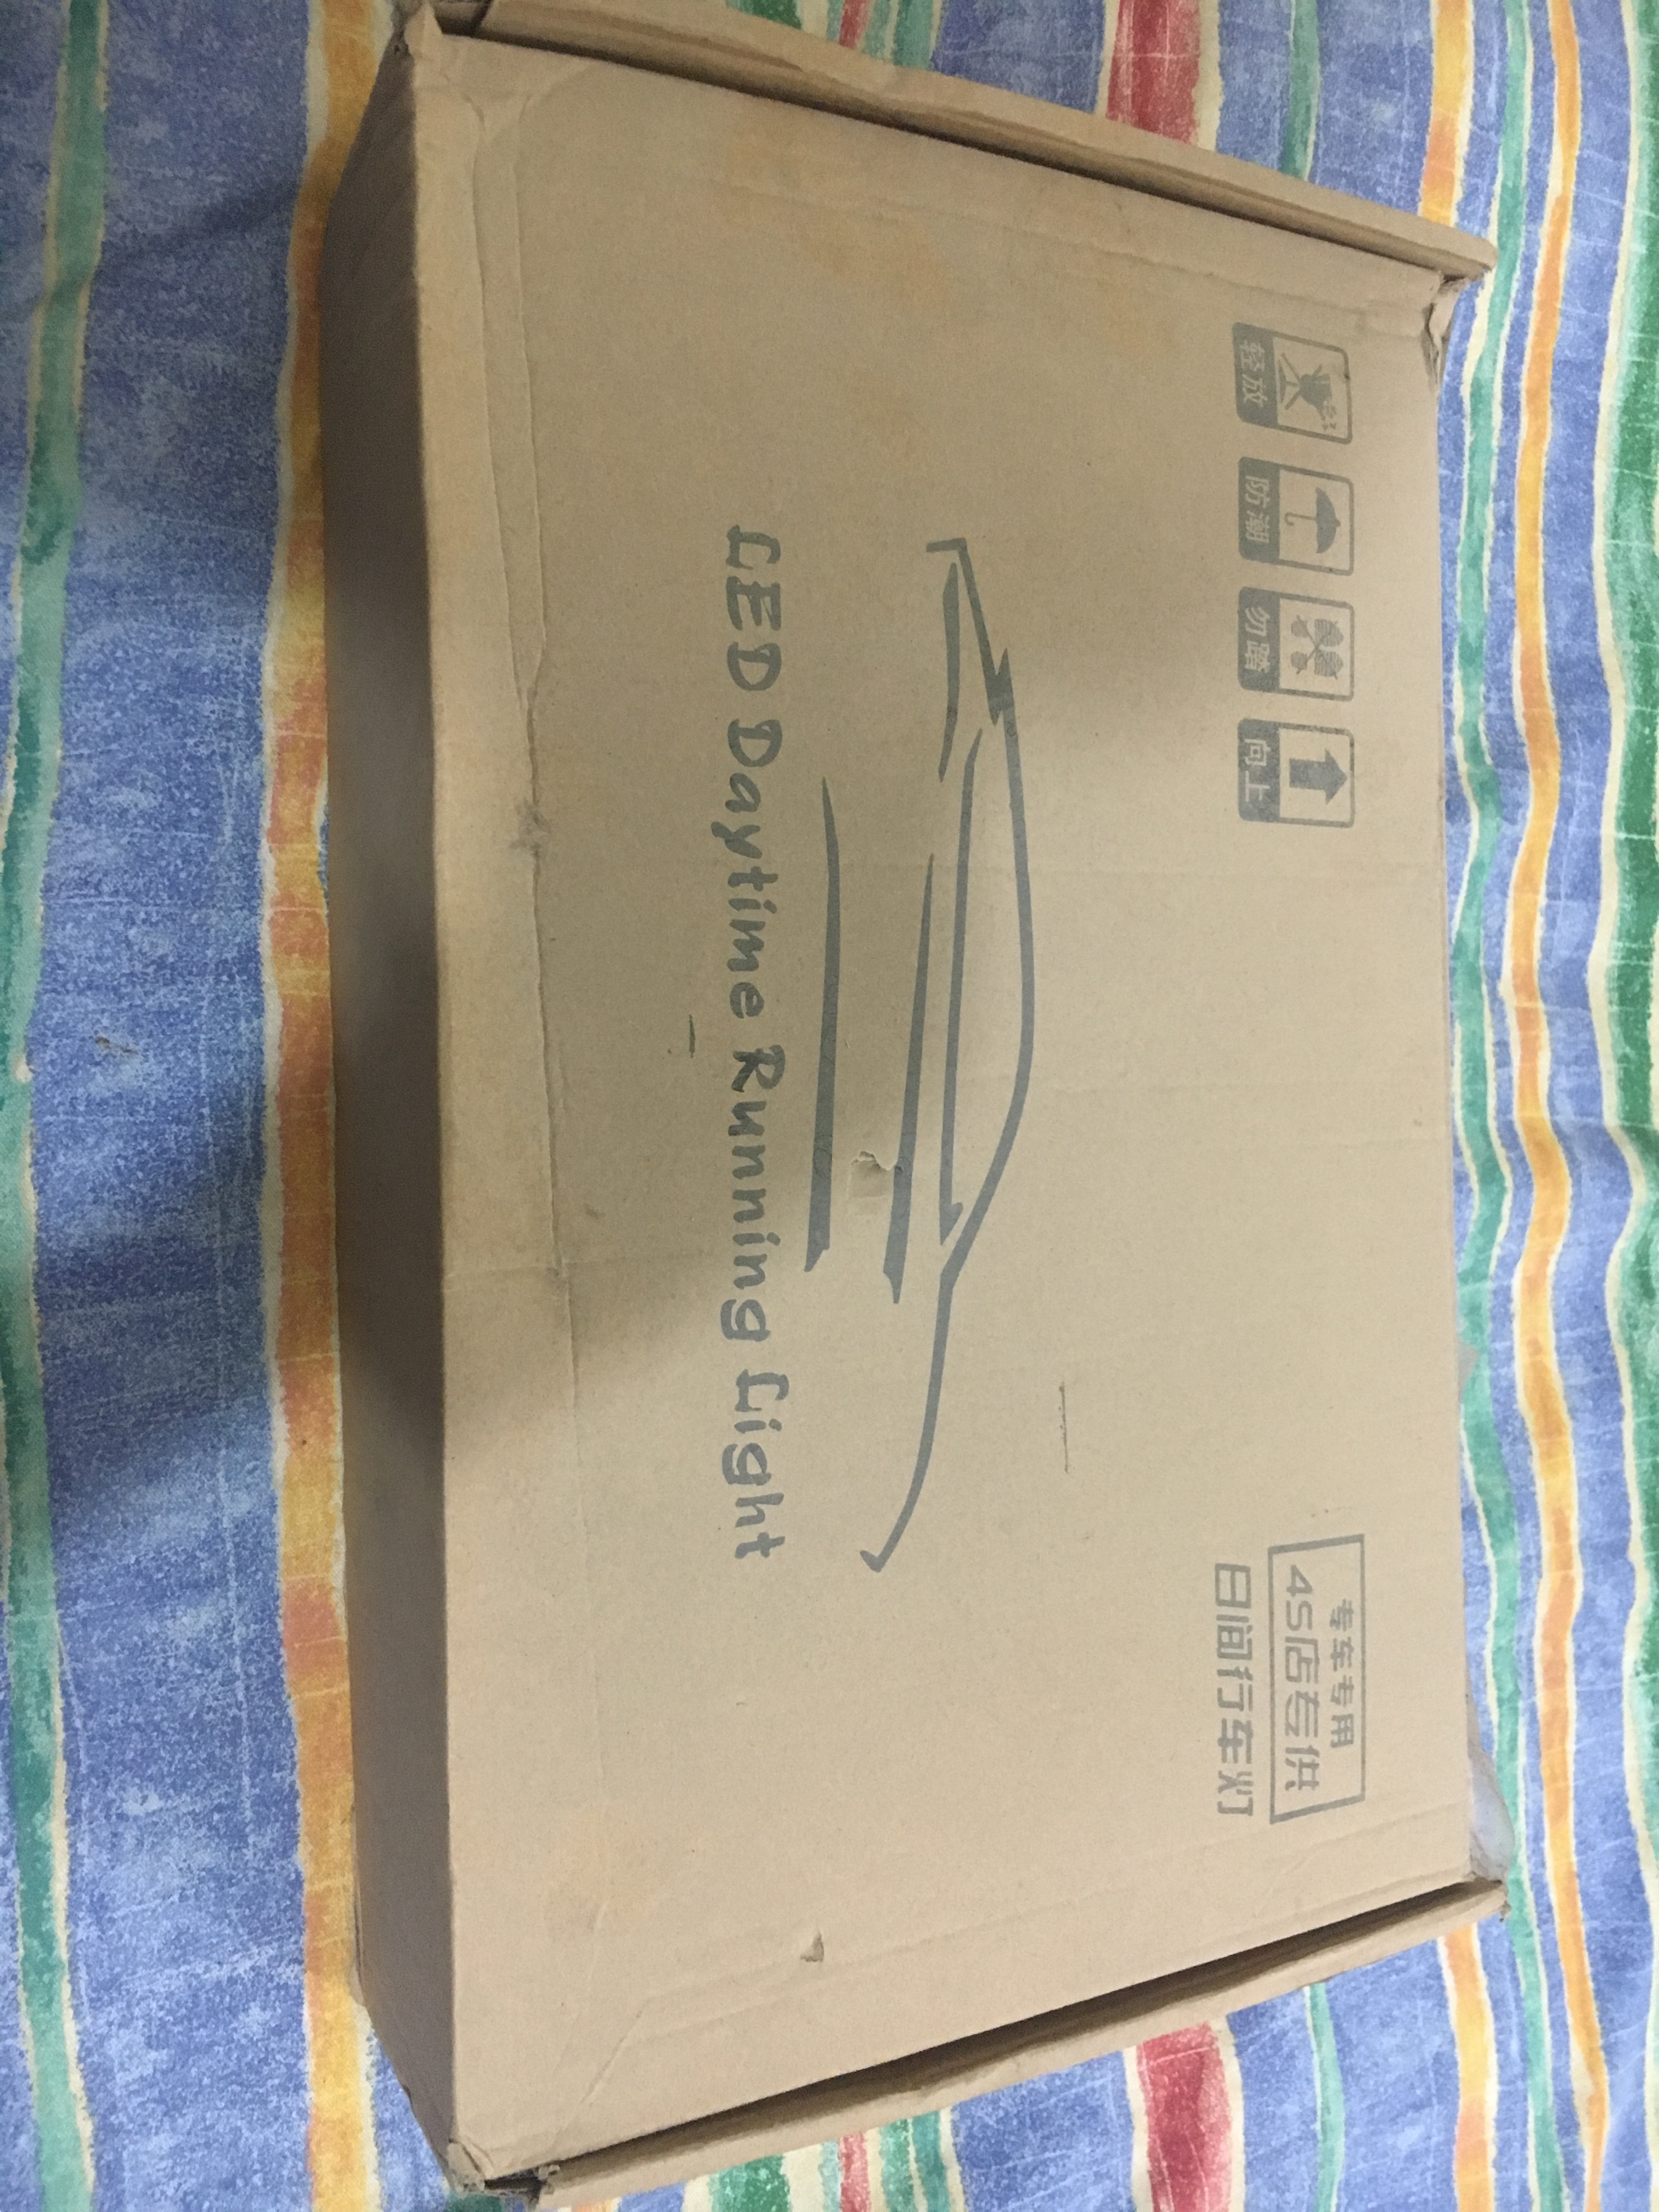 轻放
防潮
勿踏
向上
专车专用
4S店专供
日间行车灯
LED Daytime Running Light